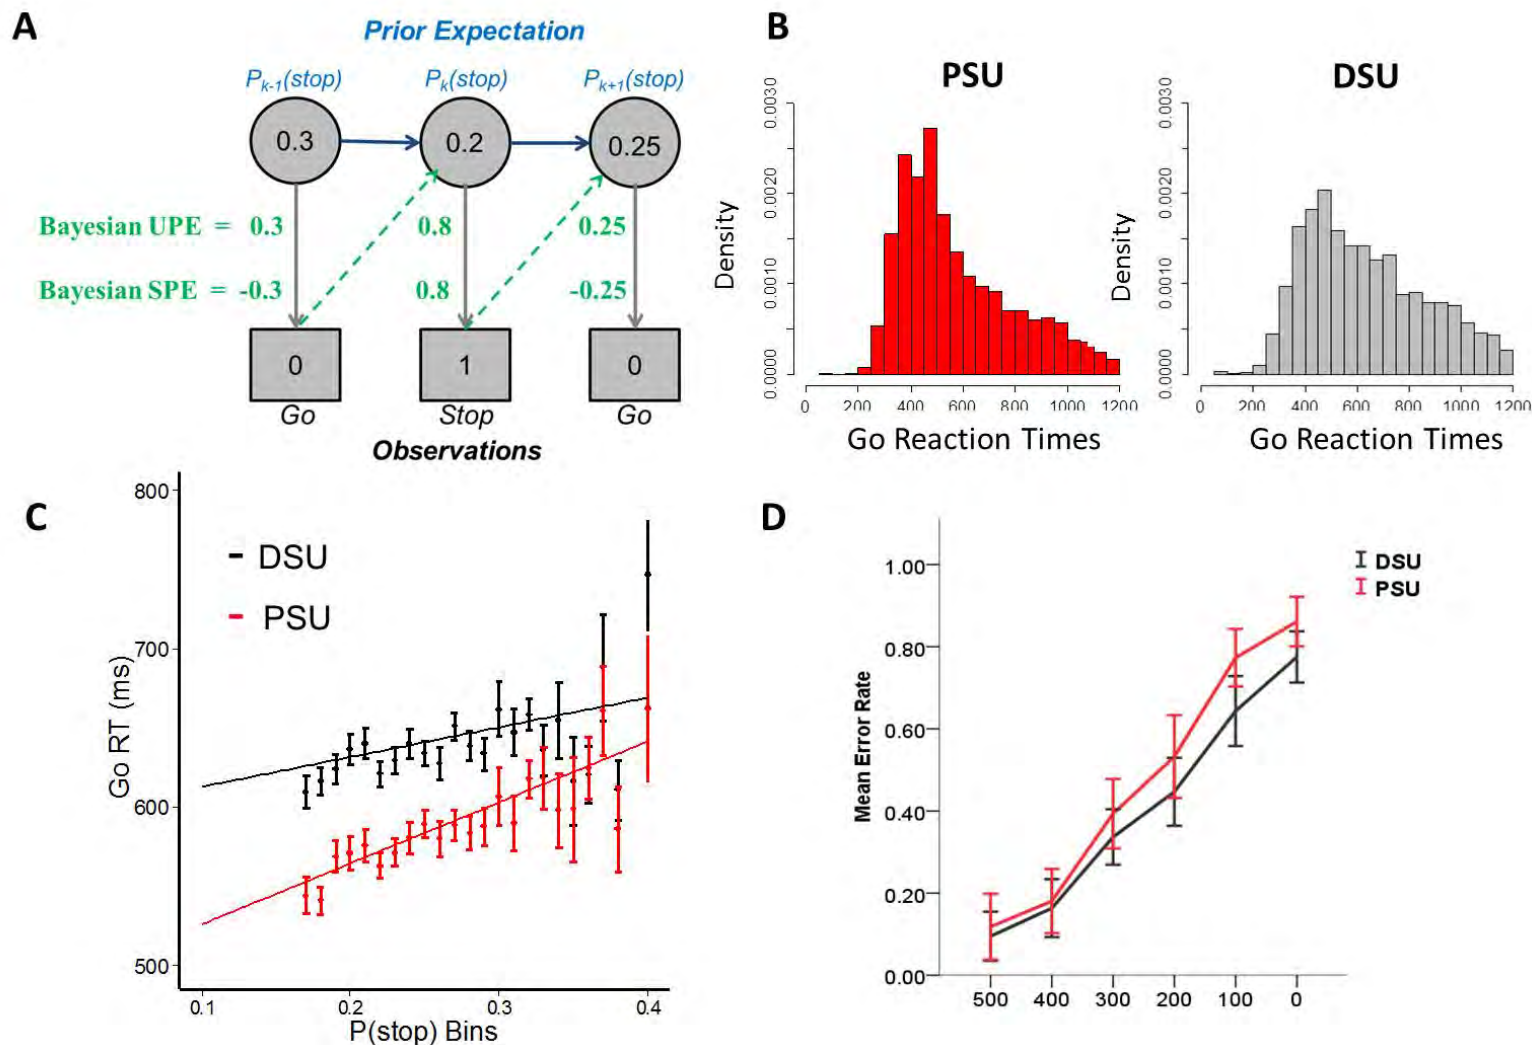 A
Prior Expectation
P_{k-1}(stop) P_k(stop) P_{k+1}(stop)
0.3 0.2 0.25
Bayesian UPE = 0.3 0.8 0.25
Bayesian SPE = -0.3 0.8 -0.25
0 1 0
Go Stop Go
Observations
B
PSU
Density
0.0000 0.0010 0.0020 0.0030
0 200 400 600 800 1000 1200
Go Reaction Times
DSU
Density
0.0000 0.0010 0.0020 0.0030
0 200 400 600 800 1000 1200
Go Reaction Times
C
DSU
PSU
Go RT (ms)
800
700
600
500
0.1 0.2 0.3 0.4
P(stop) Bins
D
DSU
PSU
Mean Error Rate
1.00
0.80
0.60
0.40
0.20
0.00
500 400 300 200 100 0